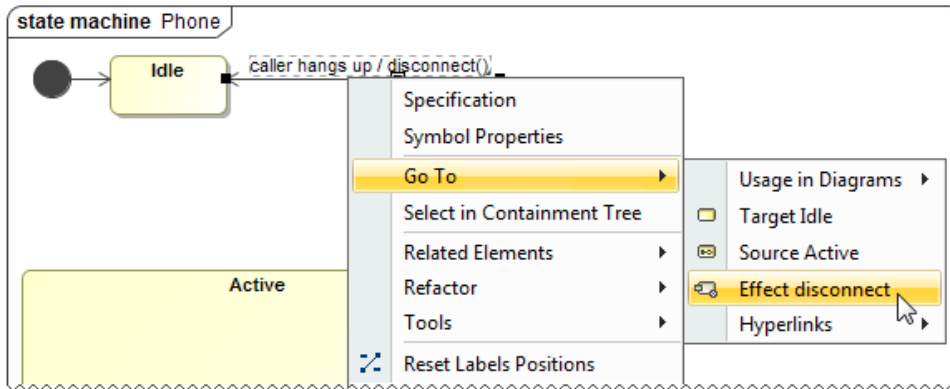 state machine Phone
Idle
caller hangs up / disconnect()
Specification
Symbol Properties
Go To
Select in Containment Tree
Related Elements
Refactor
Tools
Reset Labels Positions
Usage in Diagrams
Target Idle
Source Active
Effect disconnect
Hyperlinks
Active